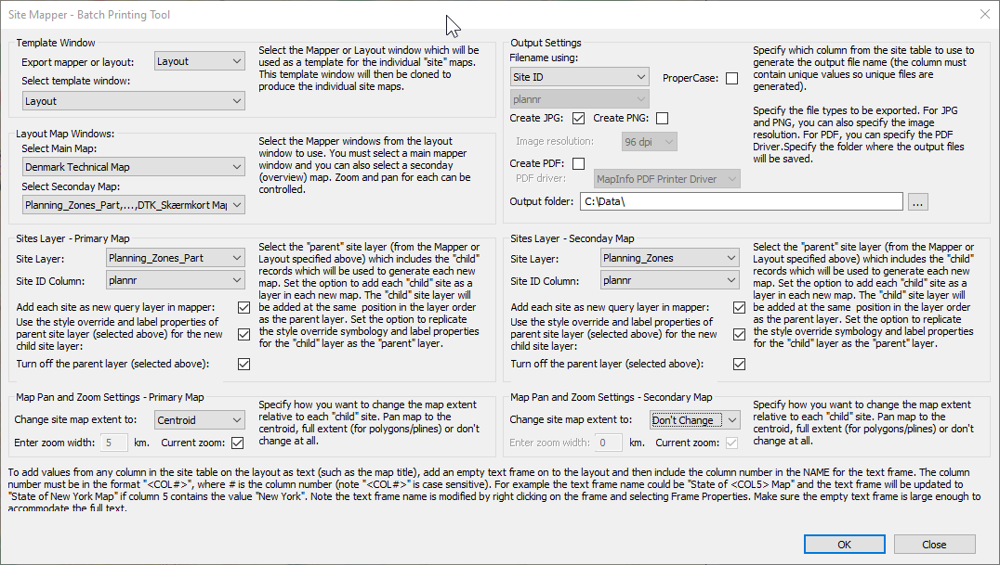 Site Mapper - Batch Printing Tool
Template Window
Export mapper or layout:
Layout
Select template window:
Layout
Select the Mapper or Layout window which will be
used as a template for the individual "site" maps.
This template window will then be cloned to
produce the individual site maps.
Layout Map Windows:
Select Main Map:
Denmark Technical Map
Select Seconday Map:
Planning_Zones_Part,...,DTK_Skærmkort Map
Select the Mapper windows from the layout
window to use. You must select a main mapper
window and you can also select a seconday
(overview) map. Zoom and pan for each can be
controlled.
Output Settings
Filename using:
Site ID
ProperCase:
plannr
Create JPG:
Create PNG:
Image resolution:
96 dpi
Create PDF:
PDF driver:
MapInfo PDF Printer Driver
Output folder:
C:\Data\
...
Specify which column from the site table to use to
generate the output file name (the column must
contain unique values so unique files are
generated).
Specify the file types to be exported. For JPG
and PNG, you can also specify the image
resolution. For PDF, you can specify the PDF
Driver.Specify the folder where the output files
will be saved.
Sites Layer - Primary Map
Site Layer:
Planning_Zones_Part
Site ID Column:
plannr
Add each site as new query layer in mapper:
Use the style override and label properties of
parent site layer (selected above) for the new
child site layer:
Turn off the parent layer (selected above):
Select the "parent" site layer (from the Mapper or
Layout specified above) which includes the "child"
records which will be used to generate each new
map. Set the option to add each "child" site as a
layer in each new map. The "child" site layer will
be added at the same  position in the layer order
as the parent layer. Set the option to replicate
the style override symbology and label properties
for the "child" layer as the "parent" layer.
Sites Layer - Seconday Map
Site Layer:
Planning_Zones
Site ID Column:
plannr
Add each site as new query layer in mapper:
Use the style override and label properties of
parent site layer (selected above) for the new
child site layer:
Turn off the parent layer (selected above):
Select the "parent" site layer (from the Mapper or
Layout specified above) which includes the "child"
records which will be used to generate each new
map. Set the option to add each "child" site as a
layer in each new map. The "child" site layer will
be added at the same  position in the layer order
as the parent layer. Set the option to replicate
the style override symbology and label properties
for the "child" layer as the "parent" layer.
Map Pan and Zoom Settings - Primary Map
Change site map extent to:
Centroid
Enter zoom width:
5
km.
Current zoom:
Specify how you want to change the map extent
relative to each "child" site. Pan map to the
centroid, full extent (for polygons/plines) or don't
change at all.
Map Pan and Zoom Settings - Secondary Map
Change site map extent to:
Don't Change
Enter zoom width:
0
km.
Current zoom:
Specify how you want to change the map extent
relative to each "child" site. Pan map to the
centroid, full extent (for polygons/plines) or don't
change at all.
To add values from any column in the site table on the layout as text (such as the map title), add an empty text frame on to the layout and then include the column number in the NAME for the text frame. The column
number must be in the format "<COL#>", where # is the column number (note "<COL#>" is case sensitive). For example the text frame name could be "State of <COL5> Map" and the text frame will be updated to
"State of New York Map" if column 5 contains the value "New York". Note the text frame name is modified by right clicking on the frame and selecting Frame Properties. Make sure the empty text frame is large enough to
accommodate the full text.
OK
Close